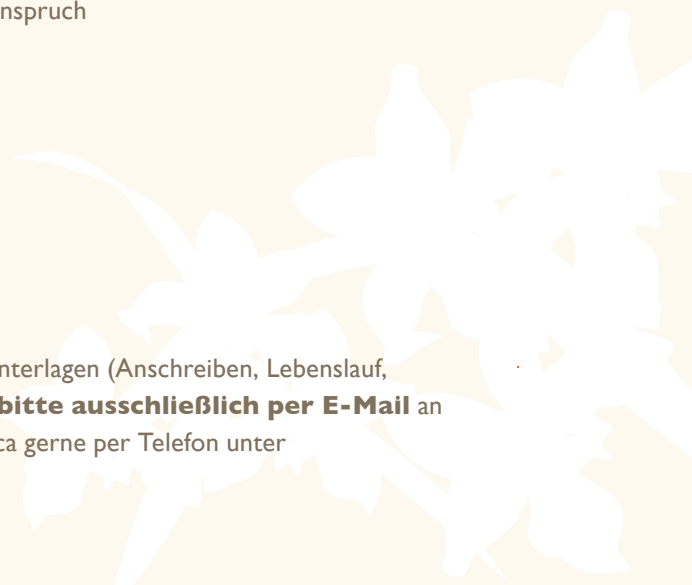 nspruch
nterlagen (Anschreiben, Lebenslauf,
bitte ausschließlich per E-Mail an
ca gerne per Telefon unter